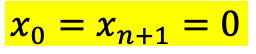 x₀ = xₙ₊₁ = 0